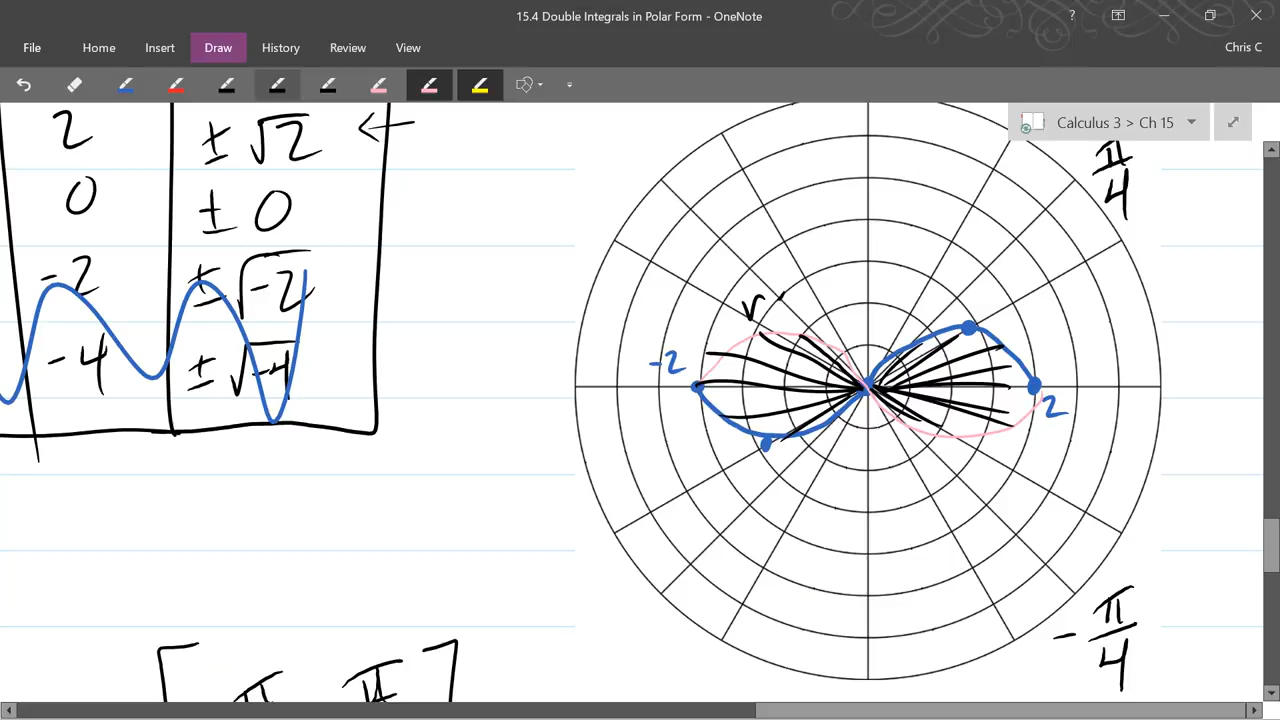 15.4 Double Integrals in Polar Form - OneNote
?
File Home Insert Draw History Review View
Chris C
Calculus 3 > Ch 15
2 ± √2 ←
0 ± 0
-2 ± √-2
-4 ± √-4
π/4
r
-2
2
-π/4
[ π π ]